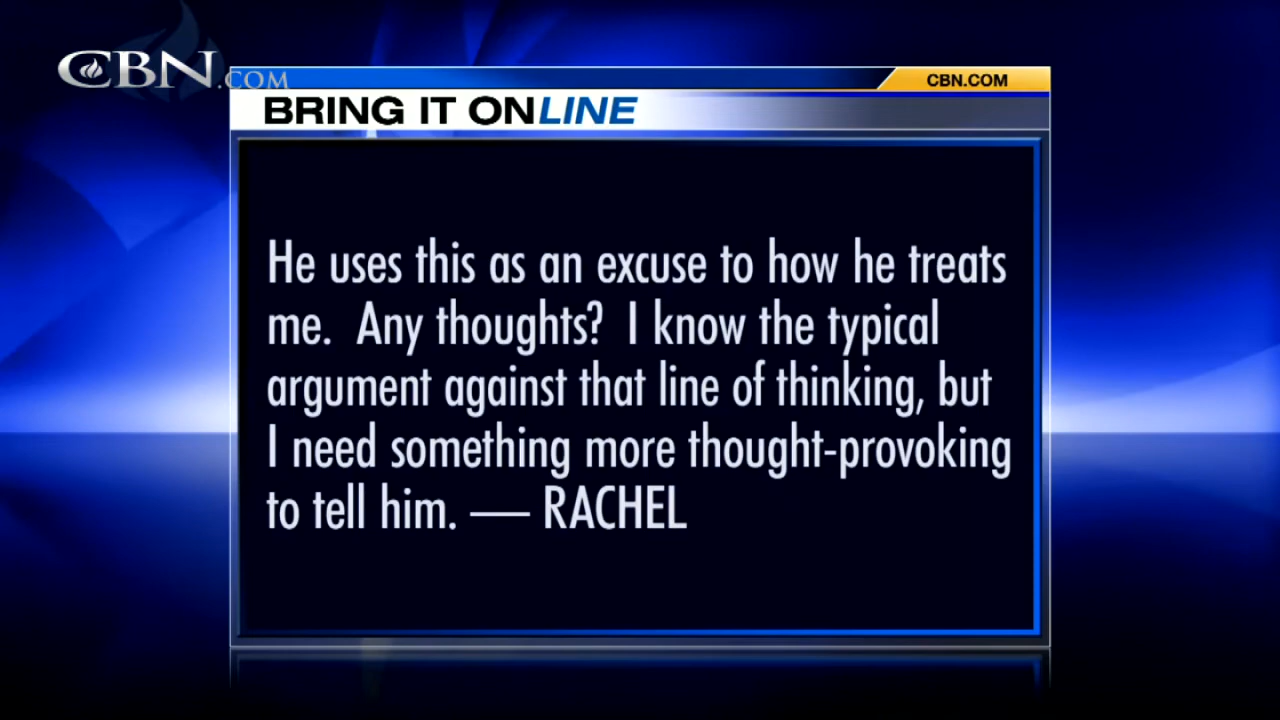 CBN.COM
CBN.COM
BRING IT ONLINE
He uses this as an excuse to how he treats
me.  Any thoughts?  I know the typical
argument against that line of thinking, but
I need something more thought-provoking
to tell him. — RACHEL